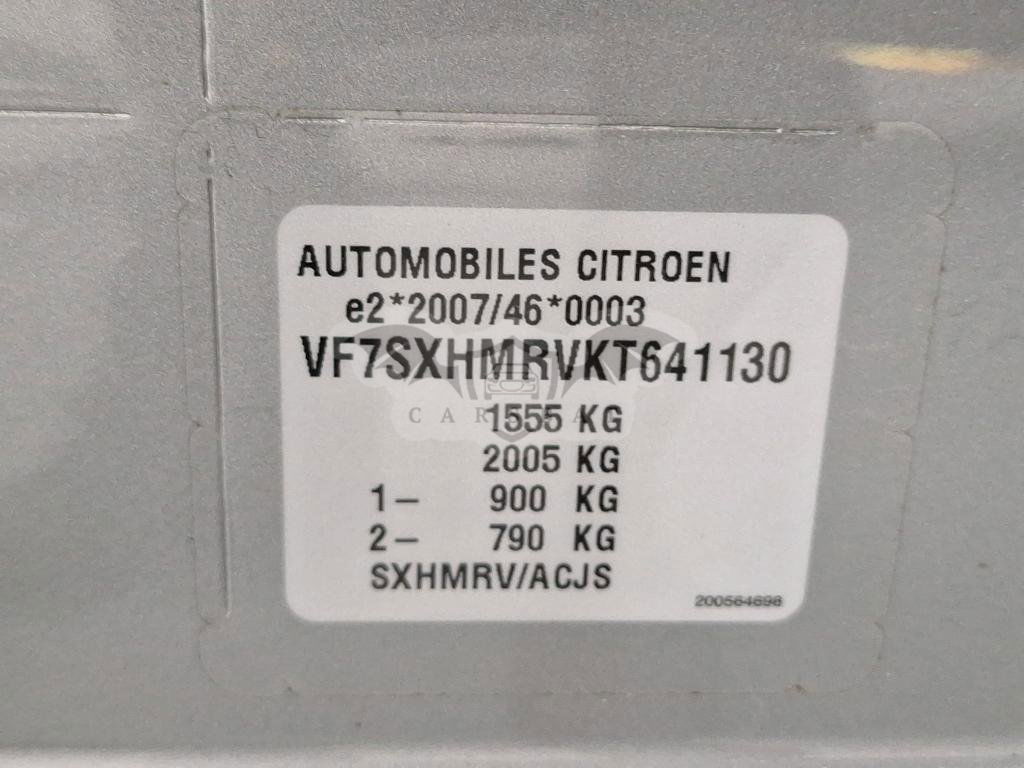 AUTOMOBILES CITROEN
e2*2007/46*0003
VF7SXHMRVKT641130
1555 KG
2005 KG
1- 900 KG
2- 790 KG
SXHMRV/ACJS
200564698